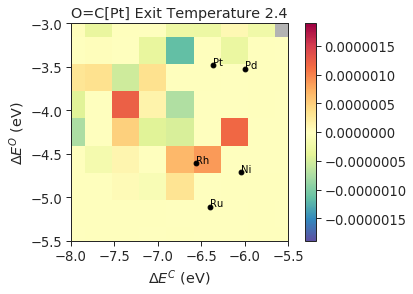 O=C[Pt] Exit Temperature 2.4
−3.0
−3.5
−4.0
−4.5
−5.0
−5.5
ΔE^O (eV)
Pt
Pd
Rh
Ni
Ru
−8.0 −7.5 −7.0 −6.5 −6.0 −5.5
ΔE^C (eV)
0.0000015
0.0000010
0.0000005
0.0000000
−0.0000005
−0.0000010
−0.0000015